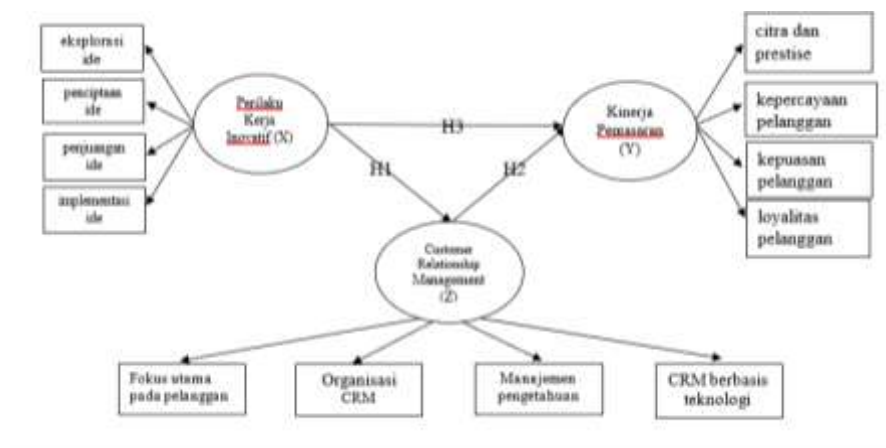 eksplorasi
ide
penciptaan
ide
penjuangan
ide
implementasi
ide
Perilaku
Kerja
Inovatif (X)
H3
H1
H2
Kinerja
Pemasaran
(Y)
citra dan
prestise
kepercayaan
pelanggan
kepuasan
pelanggan
loyalitas
pelanggan
Customer
Relationship
Management
(Z)
Fokus utama
pada pelanggan
Organisasi
CRM
Manajemen
pengetahuan
CRM berbasis
teknologi